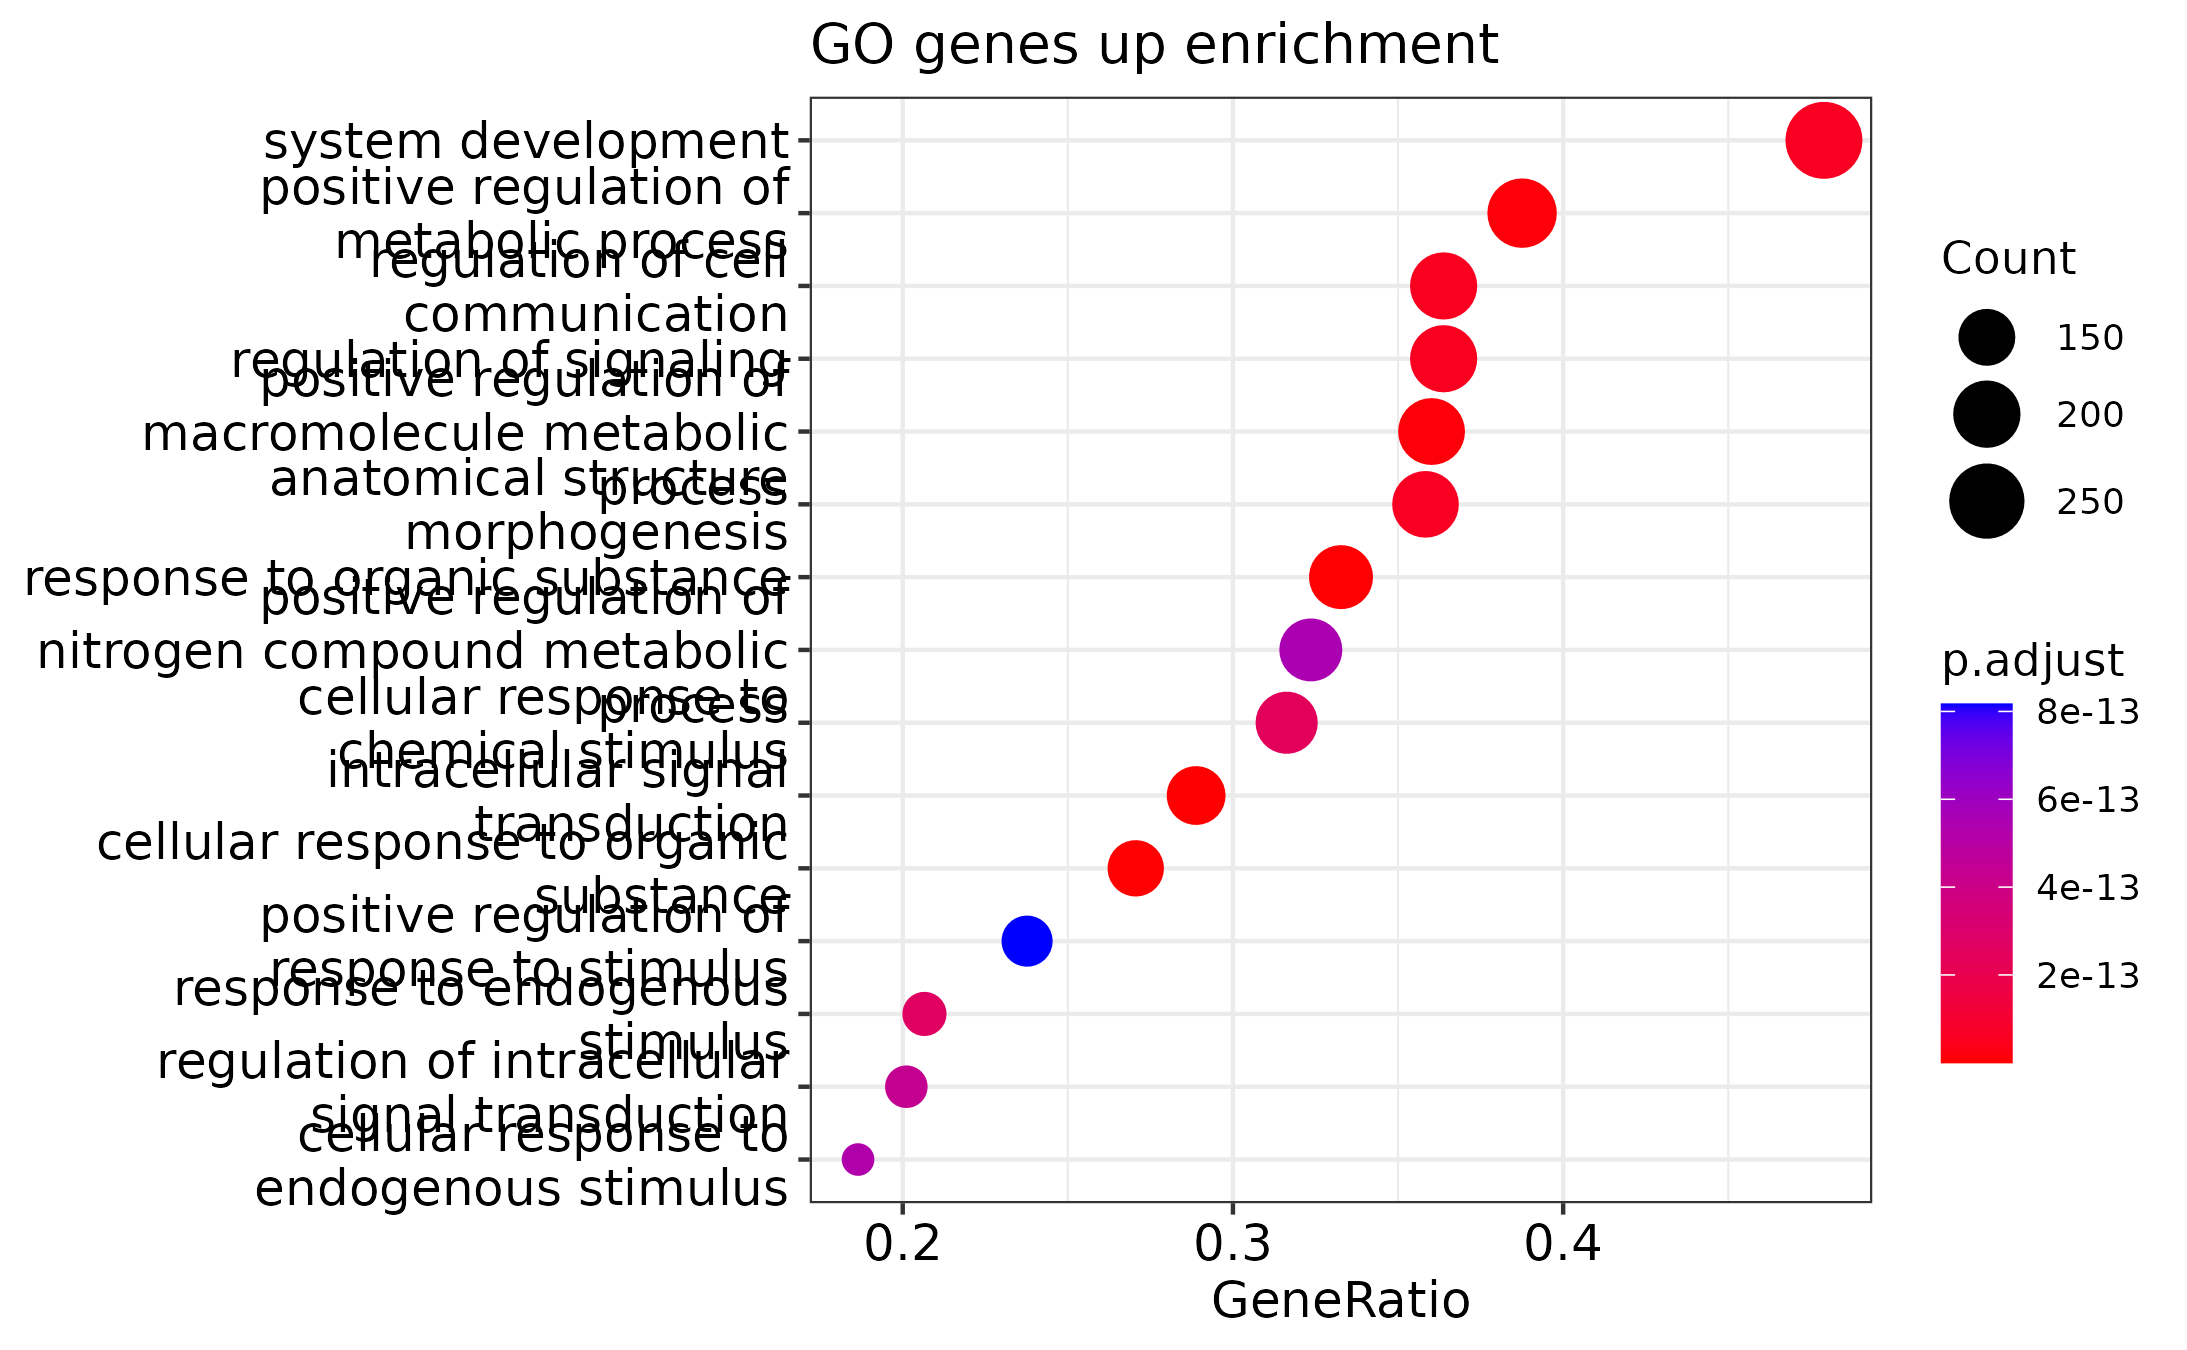 GO genes up enrichment
system development
positive regulation of
metabolic process
regulation of cell
communication
regulation of signaling
positive regulation of
macromolecule metabolic
process
anatomical structure
morphogenesis
response to organic substance
positive regulation of
nitrogen compound metabolic
process
cellular response to
chemical stimulus
intracellular signal
transduction
cellular response to organic
substance
positive regulation of
response to stimulus
response to endogenous
stimulus
regulation of intracellular
signal transduction
cellular response to
endogenous stimulus
0.2
0.3
0.4
GeneRatio
Count
150
200
250
p.adjust
8e-13
6e-13
4e-13
2e-13